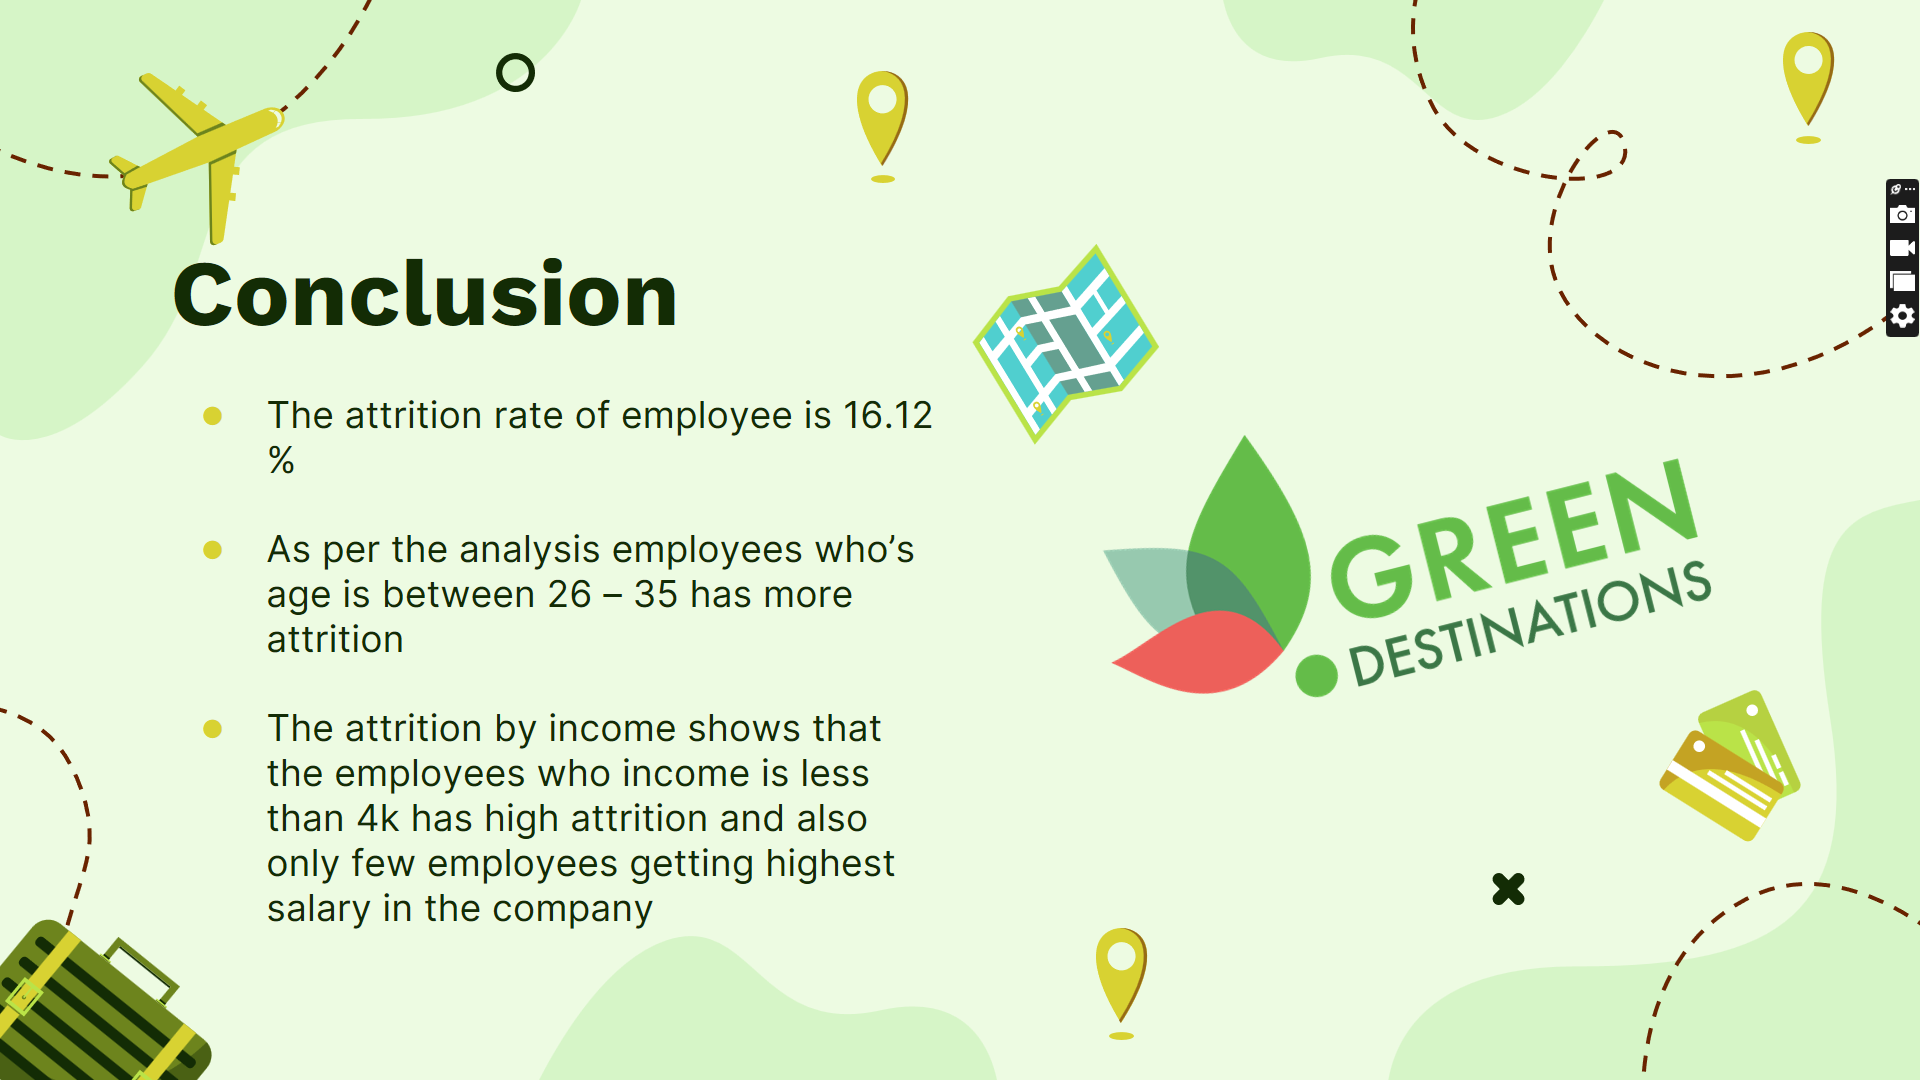 Conclusion
The attrition rate of employee is 16.12
%
As per the analysis employees who’s
age is between 26 – 35 has more
attrition
The attrition by income shows that
the employees who income is less
than 4k has high attrition and also
only few employees getting highest
salary in the company
GREEN
DESTINATIONS